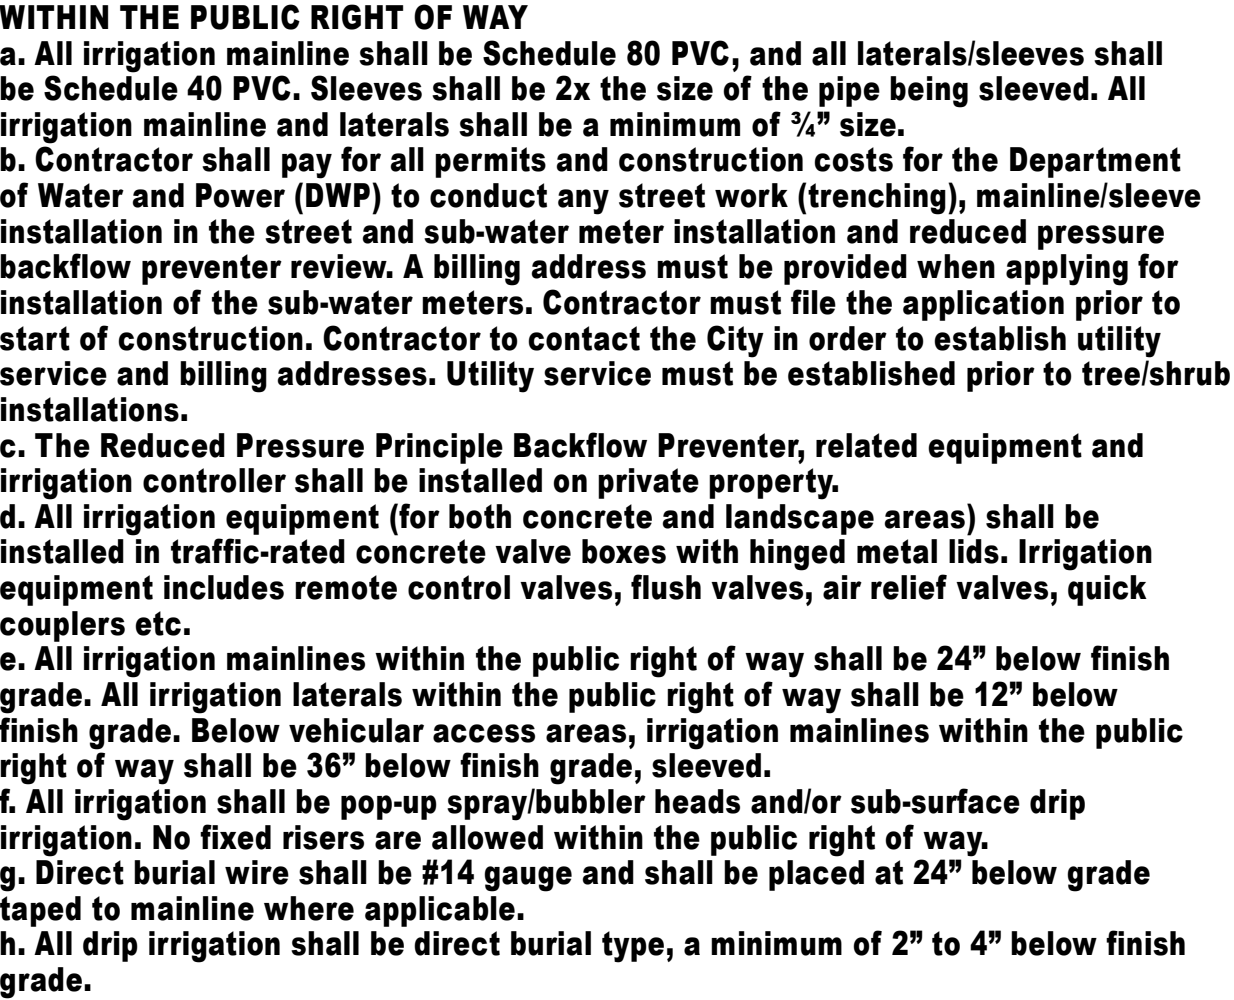 WITHIN THE PUBLIC RIGHT OF WAY
a. All irrigation mainline shall be Schedule 80 PVC, and all laterals/sleeves shall
be Schedule 40 PVC. Sleeves shall be 2x the size of the pipe being sleeved. All
irrigation mainline and laterals shall be a minimum of ¾” size.
b. Contractor shall pay for all permits and construction costs for the Department
of Water and Power (DWP) to conduct any street work (trenching), mainline/sleeve
installation in the street and sub-water meter installation and reduced pressure
backflow preventer review. A billing address must be provided when applying for
installation of the sub-water meters. Contractor must file the application prior to
start of construction. Contractor to contact the City in order to establish utility
service and billing addresses. Utility service must be established prior to tree/shrub
installations.
c. The Reduced Pressure Principle Backflow Preventer, related equipment and
irrigation controller shall be installed on private property.
d. All irrigation equipment (for both concrete and landscape areas) shall be
installed in traffic-rated concrete valve boxes with hinged metal lids. Irrigation
equipment includes remote control valves, flush valves, air relief valves, quick
couplers etc.
e. All irrigation mainlines within the public right of way shall be 24” below finish
grade. All irrigation laterals within the public right of way shall be 12” below
finish grade. Below vehicular access areas, irrigation mainlines within the public
right of way shall be 36” below finish grade, sleeved.
f. All irrigation shall be pop-up spray/bubbler heads and/or sub-surface drip
irrigation. No fixed risers are allowed within the public right of way.
g. Direct burial wire shall be #14 gauge and shall be placed at 24” below grade
taped to mainline where applicable.
h. All drip irrigation shall be direct burial type, a minimum of 2” to 4” below finish
grade.